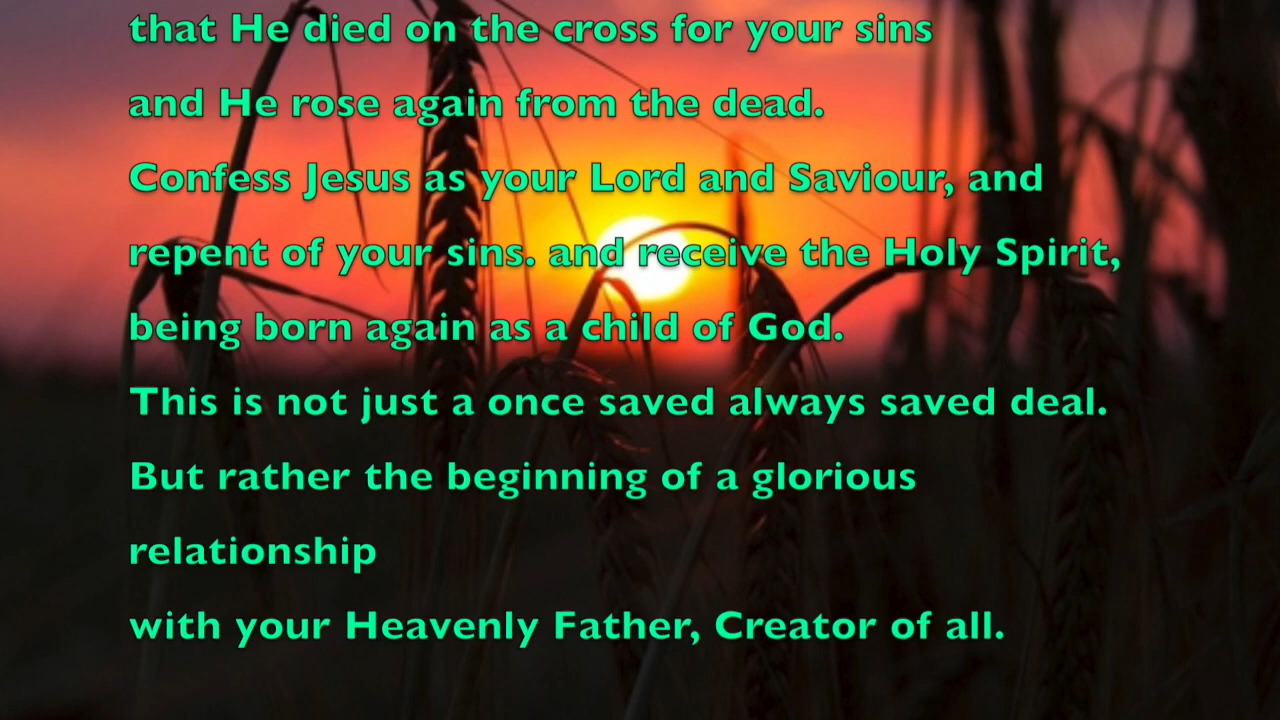 that He died on the cross for your sins
and He rose again from the dead.
Confess Jesus as your Lord and Saviour, and
repent of your sins. and receive the Holy Spirit,
being born again as a child of God.
This is not just a once saved always saved deal.
But rather the beginning of a glorious
relationship
with your Heavenly Father, Creator of all.